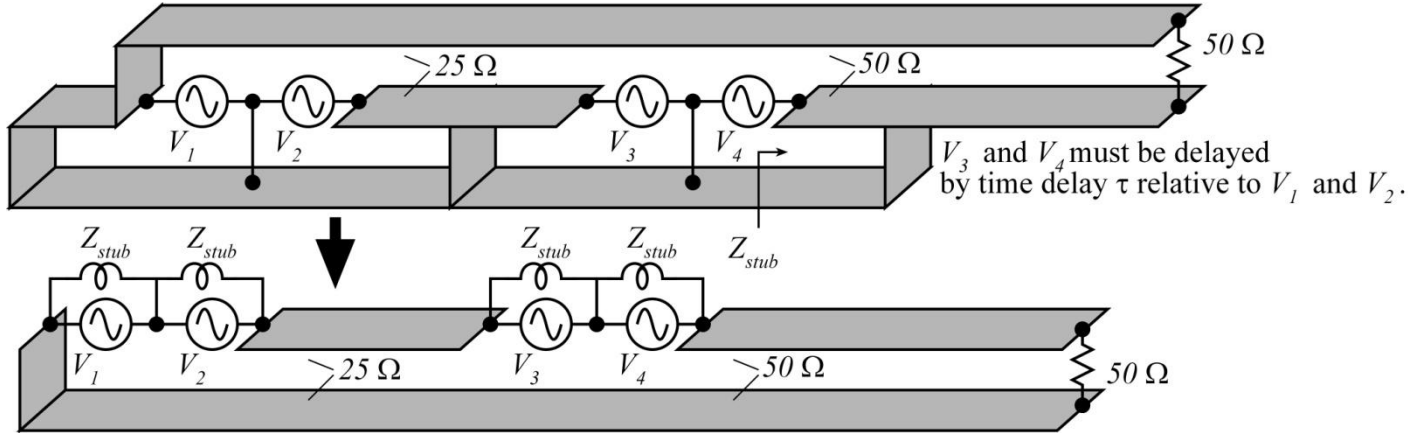 25 Ω
50 Ω
50 Ω
V1
V2
V3
V4
V3 and V4 must be delayed
by time delay τ relative to V1 and V2.
Zstub
Zstub
Zstub
Zstub
Zstub
V1
V2
25 Ω
V3
V4
50 Ω
50 Ω